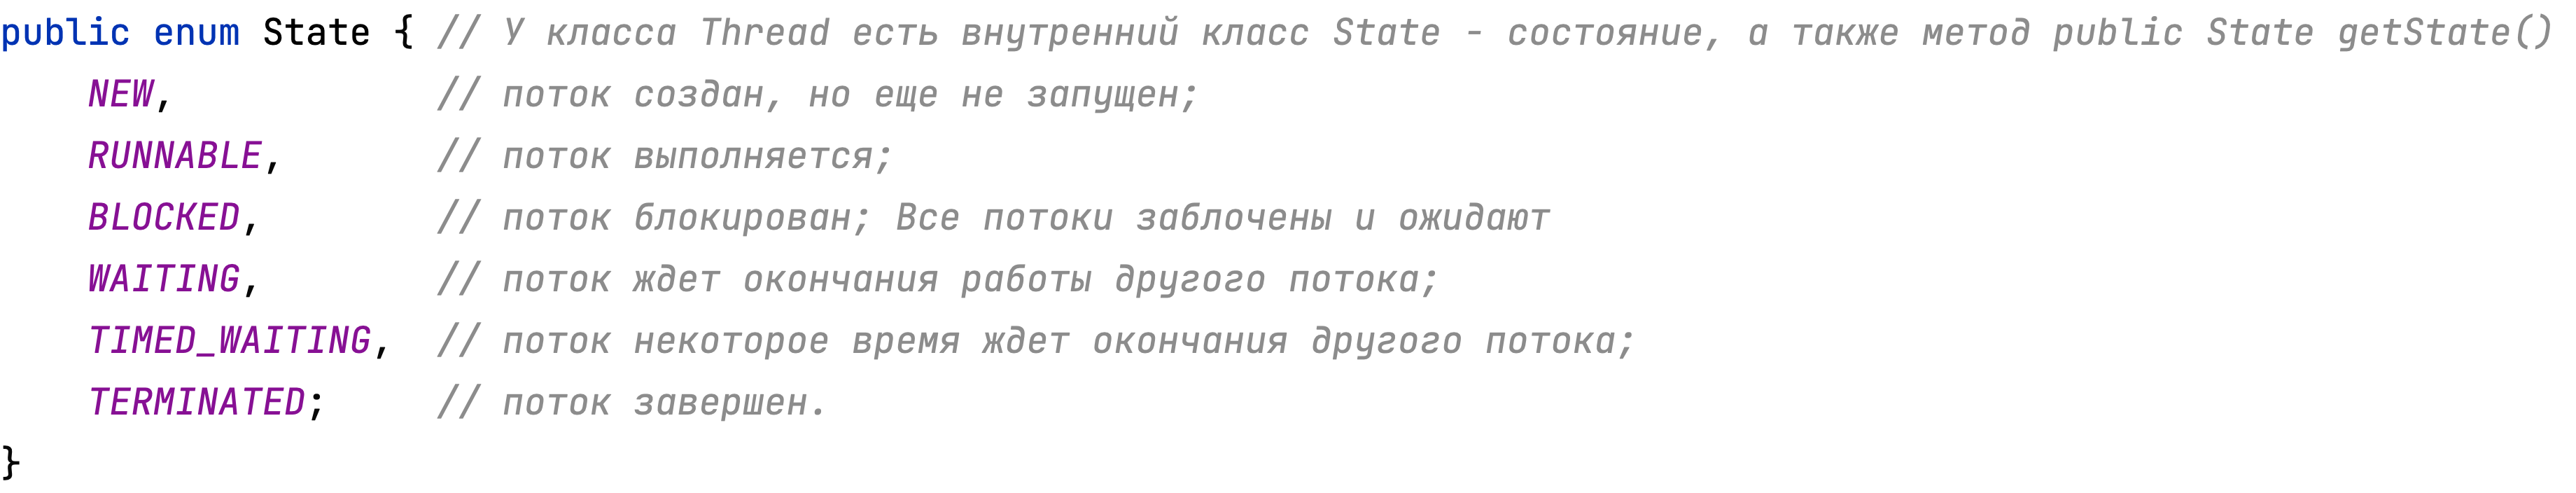 public enum State { // У класса Thread есть внутренний класс State - состояние, а также метод public State getState()
    NEW,            // поток создан, но еще не запущен;
    RUNNABLE,       // поток выполняется;
    BLOCKED,        // поток блокирован; Все потоки заблочены и ожидают
    WAITING,        // поток ждет окончания работы другого потока;
    TIMED_WAITING,  // поток некоторое время ждет окончания другого потока;
    TERMINATED;     // поток завершен.
}